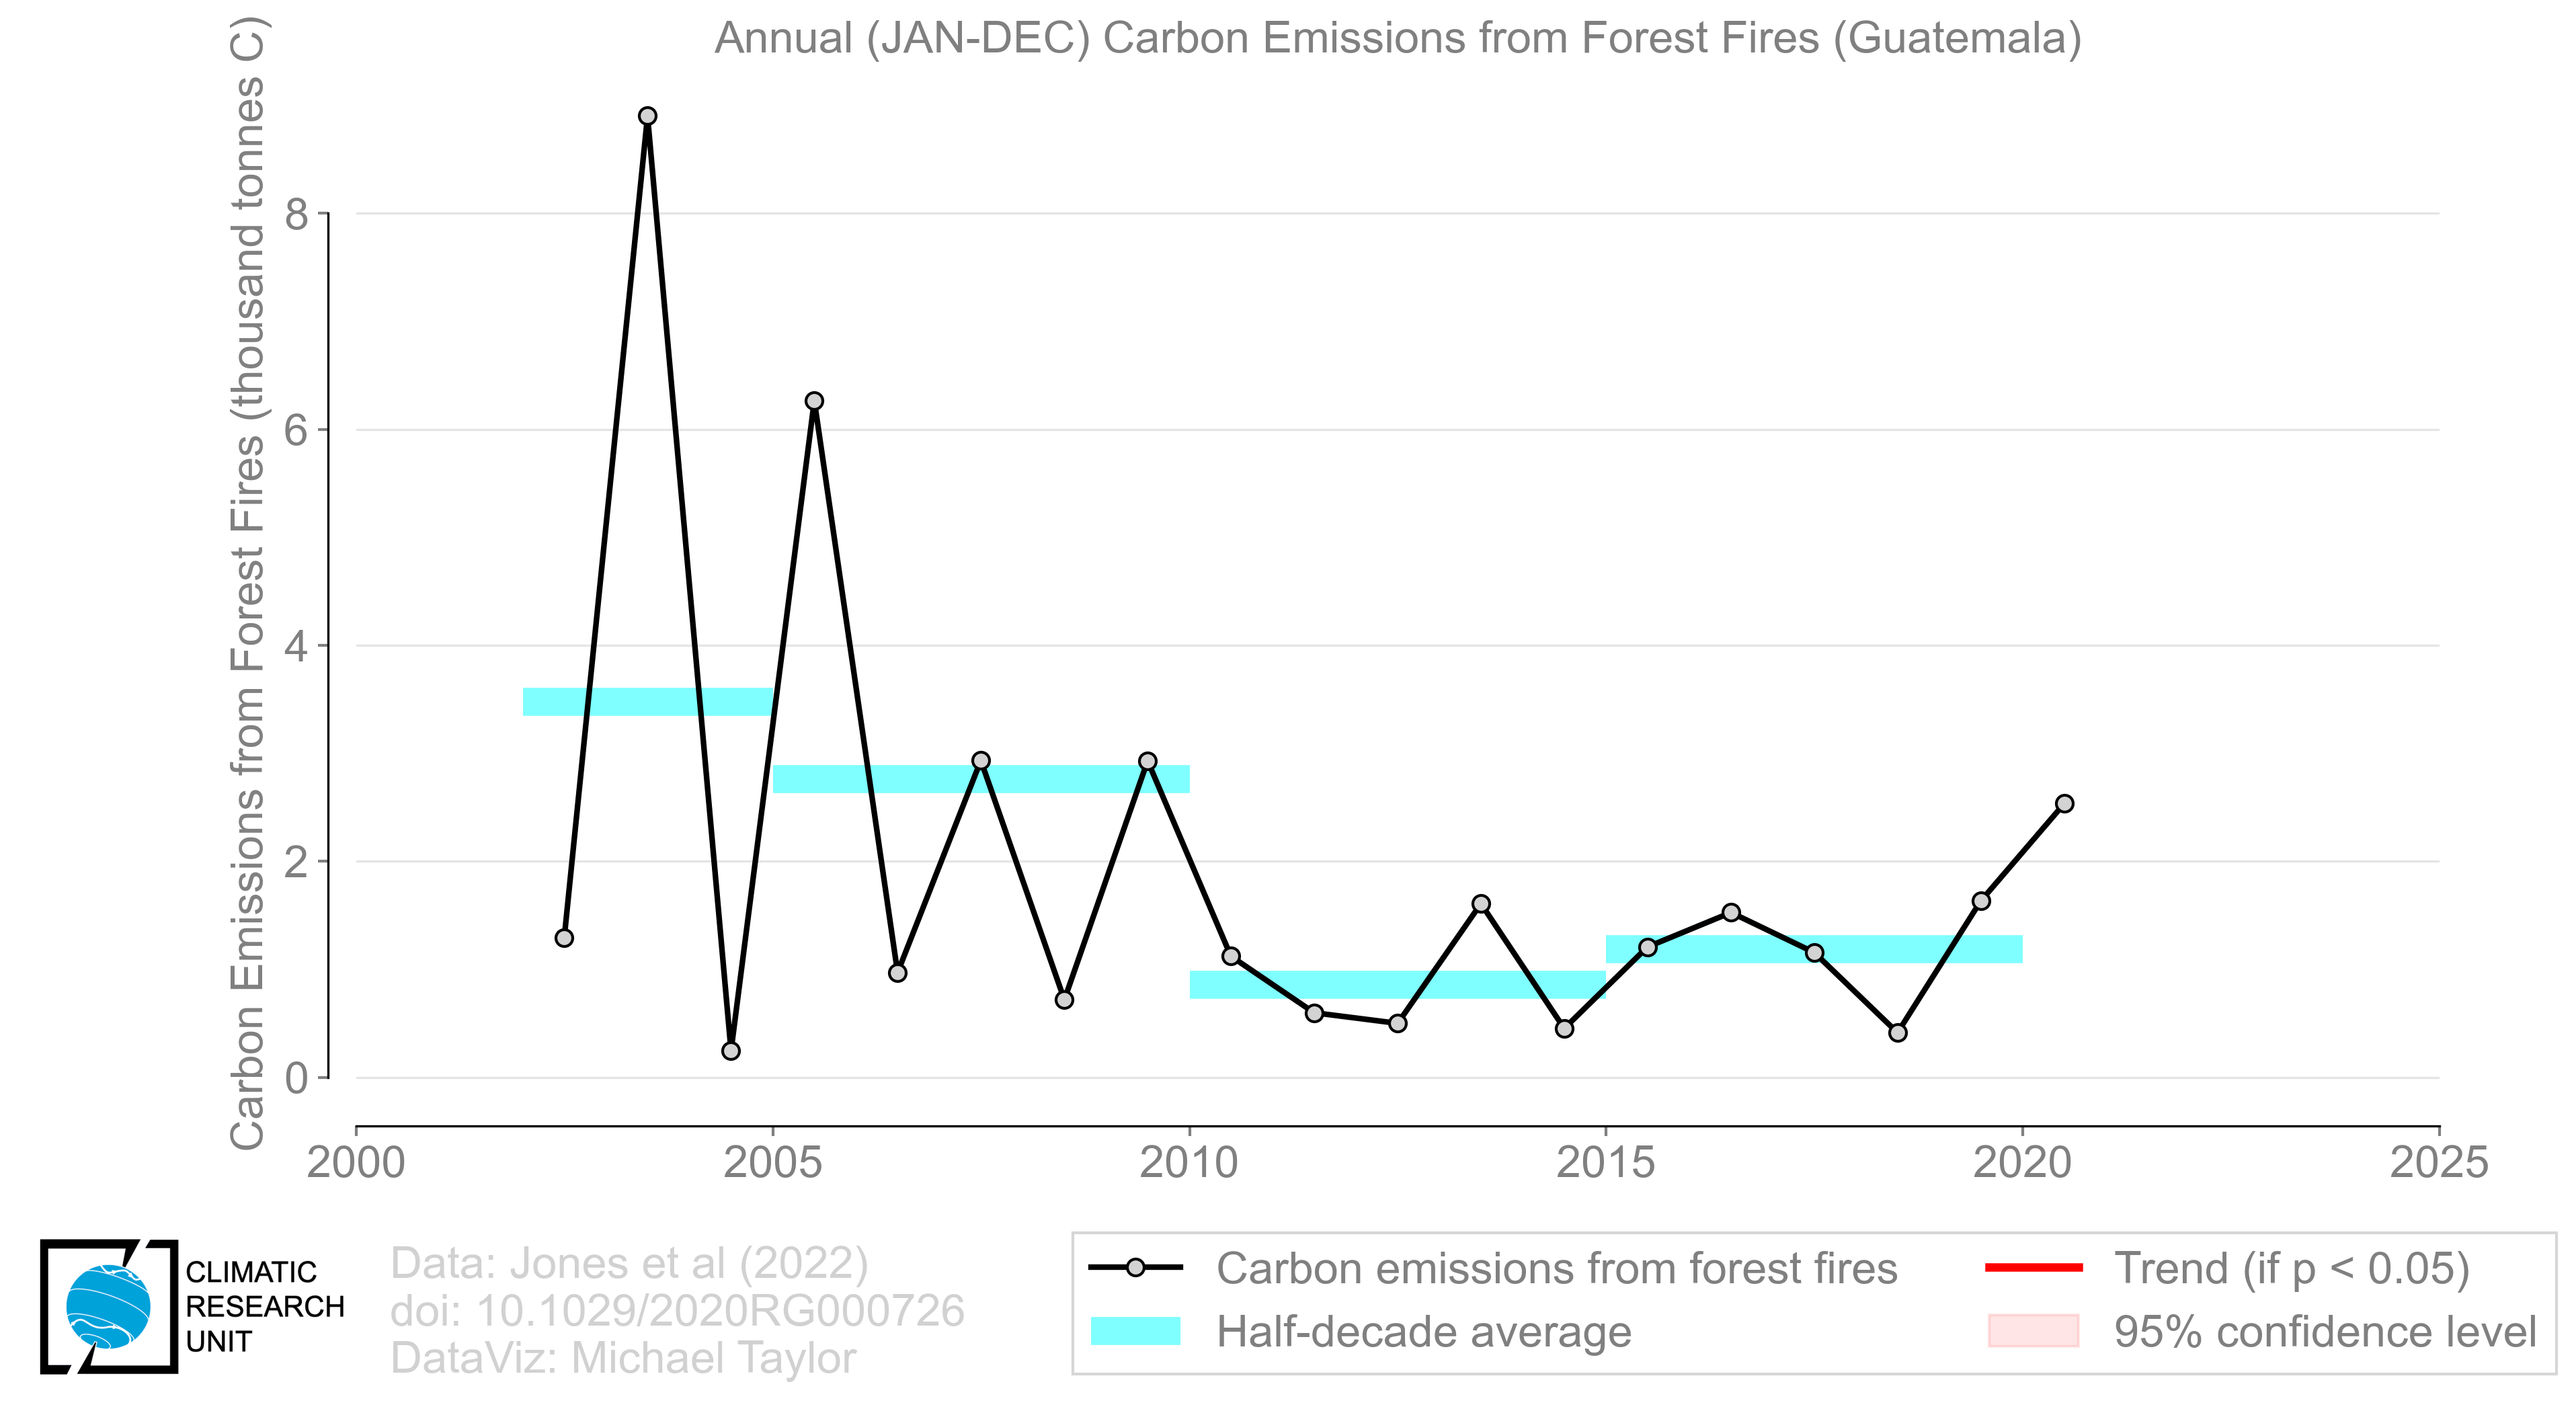 Annual (JAN-DEC) Carbon Emissions from Forest Fires (Guatemala)
Carbon Emissions from Forest Fires (thousand tonnes C)
8
6
4
2
0
2000 2005 2010 2015 2020 2025
CLIMATIC
RESEARCH
UNIT
Data: Jones et al (2022)
doi: 10.1029/2020RG000726
DataViz: Michael Taylor
Carbon emissions from forest fires
Half-decade average
Trend (if p < 0.05)
95% confidence level